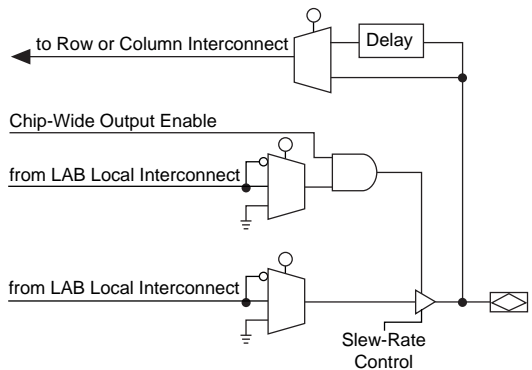 to Row or Column Interconnect
Delay
Chip-Wide Output Enable
from LAB Local Interconnect
from LAB Local Interconnect
Slew-Rate
Control